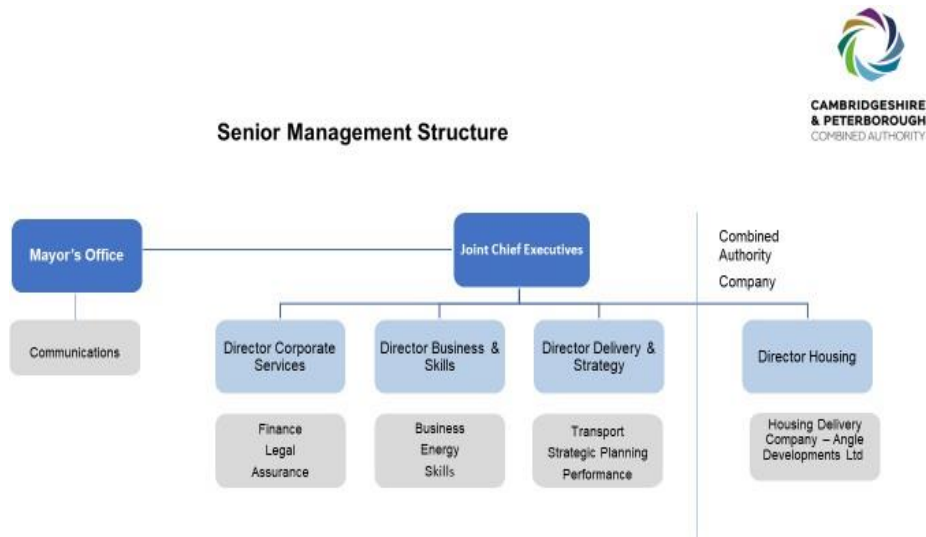 CAMBRIDGESHIRE
& PETERBOROUGH
COMBINED AUTHORITY
Senior Management Structure
Mayor's Office
Joint Chief Executives
Combined
Authority
Company
Communications
Director Corporate
Services
Director Business &
Skills
Director Delivery &
Strategy
Director Housing
Finance
Legal
Assurance
Business
Energy
Skills
Transport
Strategic Planning
Performance
Housing Delivery
Company – Angle
Developments Ltd